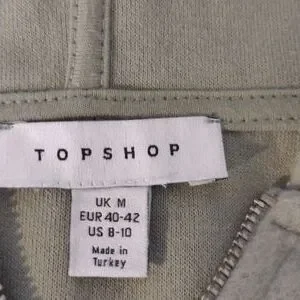 TOPSHOP
UK M
EUR 40-42
US 8-10
Made in
Turkey